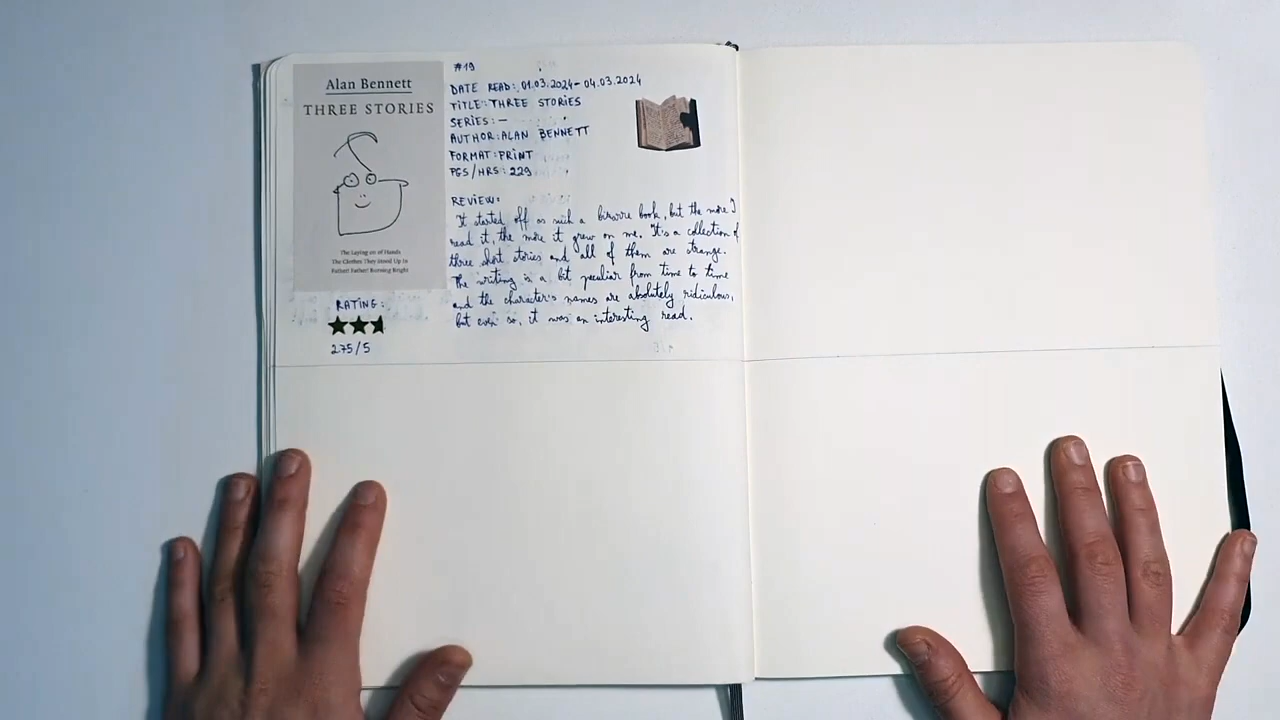 Alan Bennett
THREE STORIES
The Laying on of Hands
The Clothes They Stood Up In
Father! Father! Burning Bright
RATING:
2.75/5
#19
DATE READ: 01.03.2024-04.03.2024
TITLE: THREE STORIES
SERIES: —
AUTHOR: ALAN BENNETT
FORMAT: PRINT
PGS/HRS: 229
REVIEW:
It started off as such a bizarre book, but the more I
read it, the more it grew on me. It's a collection of
three short stories and all of them are strange.
The writing is a bit peculiar from time to time
and the character's names are absolutely ridiculous,
but even so, it was an interesting read.